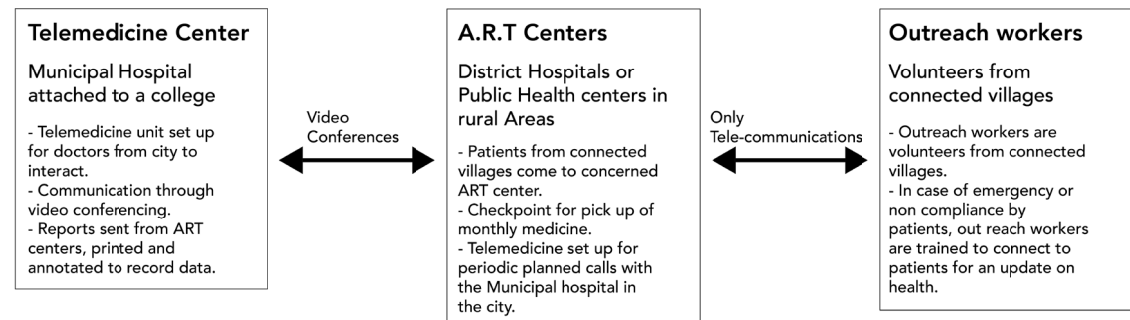 Telemedicine Center
Municipal Hospital
attached to a college
- Telemedicine unit set up
for doctors from city to
interact.
- Communication through
video conferencing.
- Reports sent from ART
centers, printed and
annotated to record data.
Video
Conferences
A.R.T Centers
District Hospitals or
Public Health centers in
rural Areas
- Patients from connected
villages come to concerned
ART center.
- Checkpoint for pick up of
monthly medicine.
- Telemedicine set up for
periodic planned calls with
the Municipal hospital in
the city.
Only
Tele-communications
Outreach workers
Volunteers from
connected villages
- Outreach workers are
volunteers from connected
villages.
- In case of emergency or
non compliance by
patients, out reach workers
are trained to connect to
patients for an update on
health.